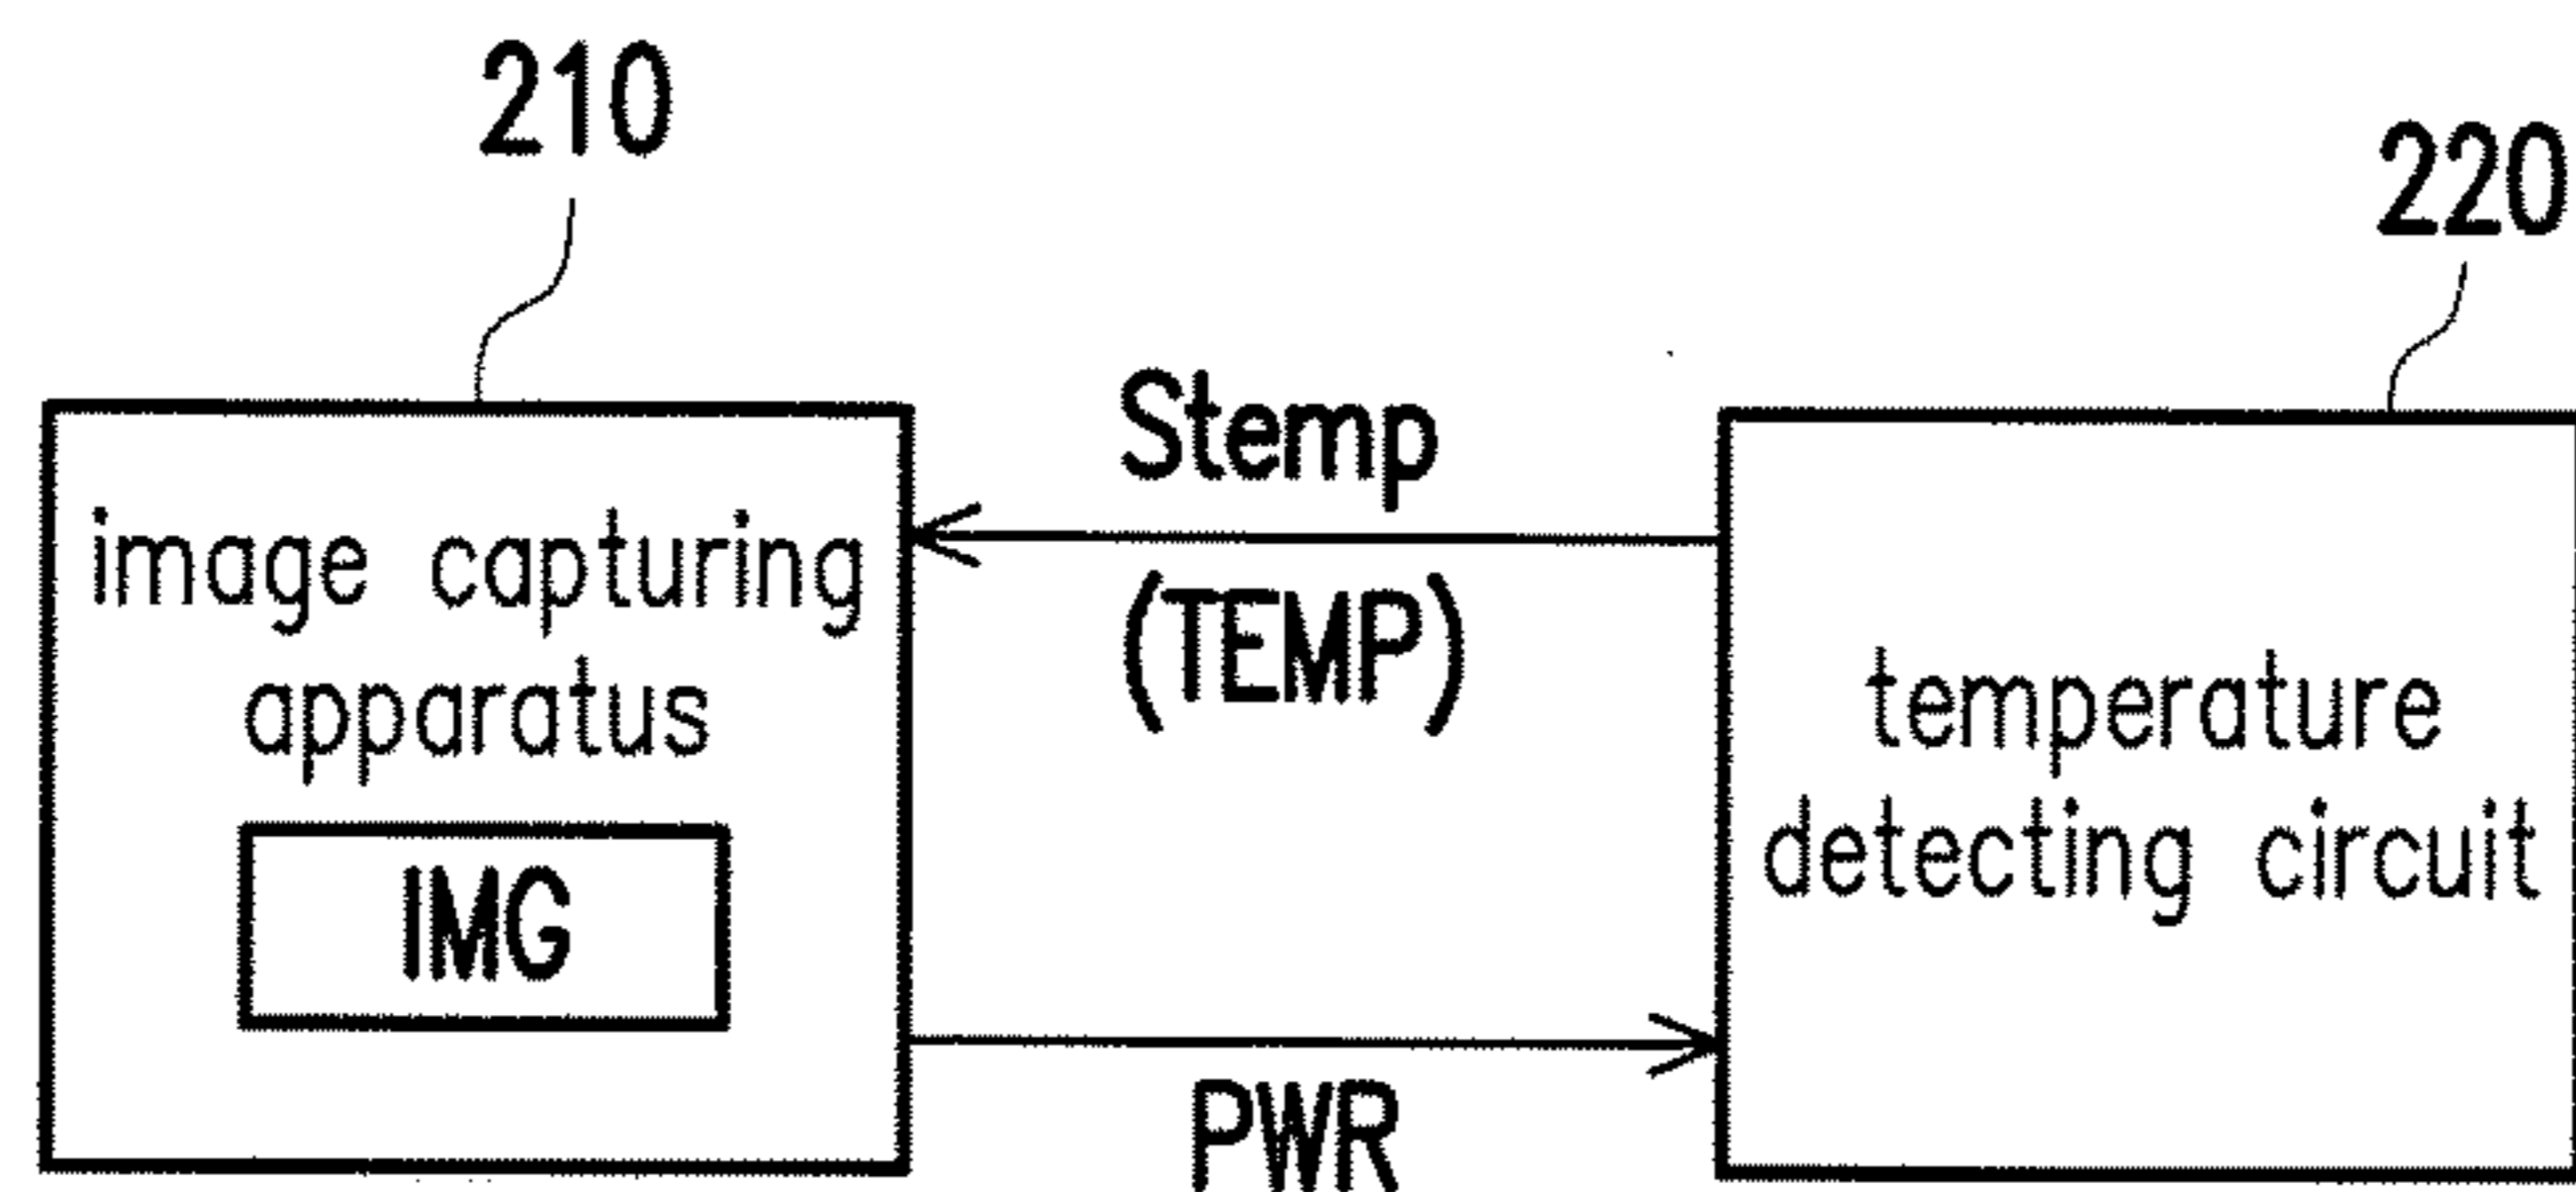 210
220
image capturing
apparatus
IMG
Stemp
(TEMP)
PWR
temperature
detecting circuit